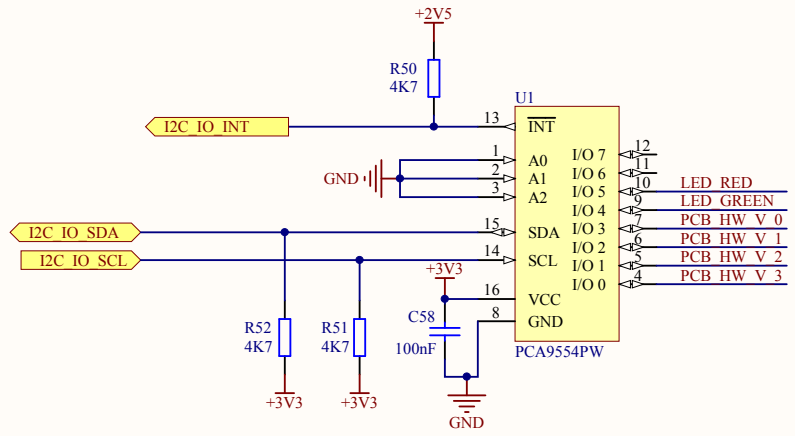 +2V5
R50
4K7
U1
I2C_IO_INT
13
INT
1
A0
I/O 7
12
GND
2
A1
I/O 6
11
3
A2
I/O 5
10
LED_RED
I/O 4
9
LED_GREEN
I2C_IO_SDA
15
SDA
I/O 3
7
PCB_HW_V_0
I/O 2
6
PCB_HW_V_1
I2C_IO_SCL
14
SCL
I/O 1
5
PCB_HW_V_2
+3V3
I/O 0
4
PCB_HW_V_3
16
VCC
C58
8
GND
R52
4K7
R51
4K7
100nF
PCA9554PW
+3V3
+3V3
GND